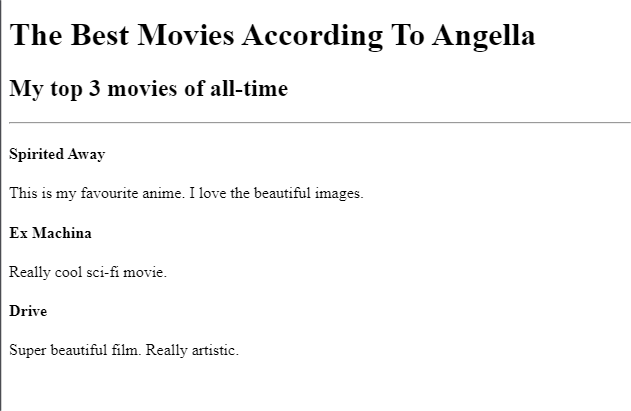 The Best Movies According To Angella
My top 3 movies of all-time
Spirited Away
This is my favourite anime. I love the beautiful images.
Ex Machina
Really cool sci-fi movie.
Drive
Super beautiful film. Really artistic.